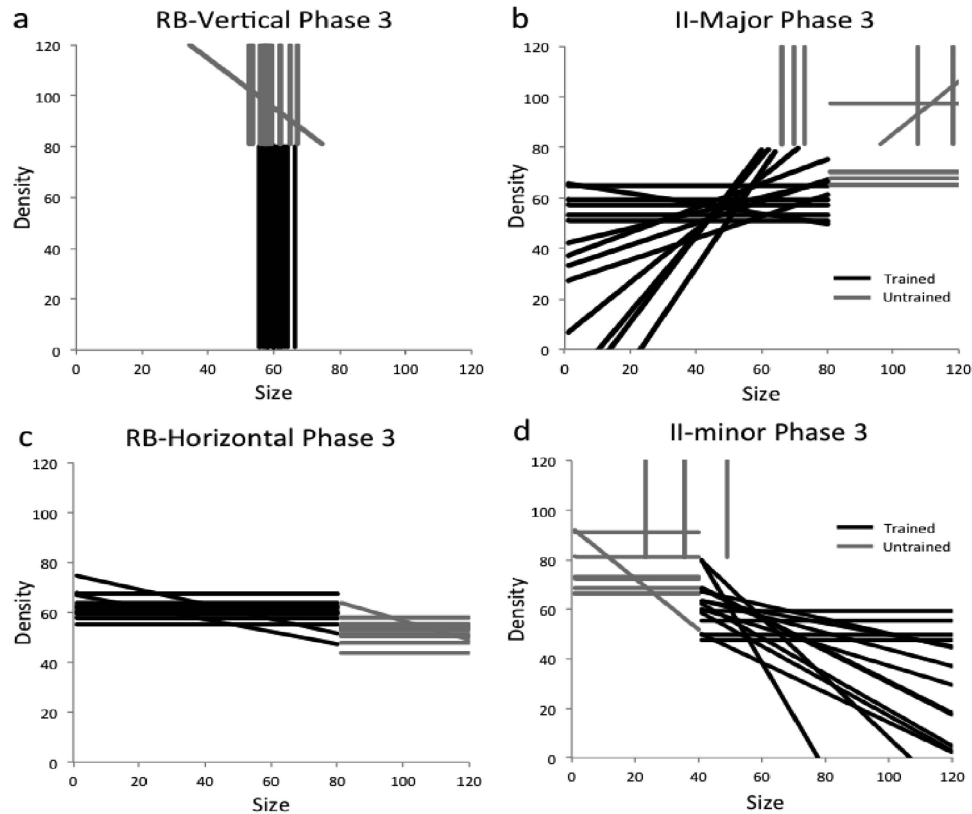 a
RB-Vertical Phase 3
120
100
80
60
40
20
0
Density
0 20 40 60 80 100 120
Size
b
II-Major Phase 3
120
100
80
60
40
20
0
Density
Trained
Untrained
0 20 40 60 80 100 120
Size
c
RB-Horizontal Phase 3
120
100
80
60
40
20
0
Density
0 20 40 60 80 100 120
Size
d
II-minor Phase 3
120
100
80
60
40
20
0
Density
Trained
Untrained
0 20 40 60 80 100 120
Size